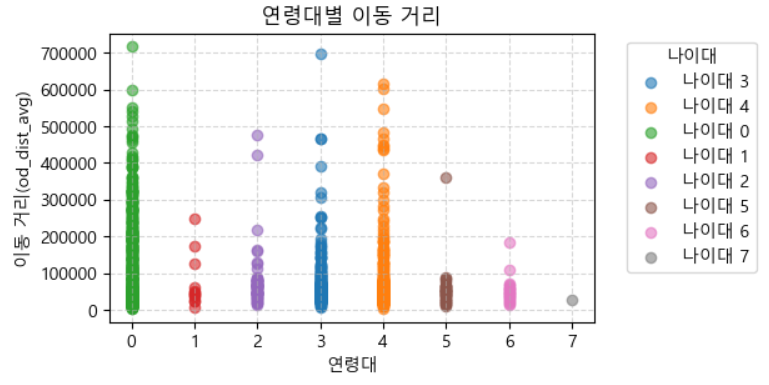 연령대별 이동 거리
700000
600000
500000
400000
300000
200000
100000
0
이동 거리(od_dist_avg)
0 1 2 3 4 5 6 7
연령대
나이대
나이대 3
나이대 4
나이대 0
나이대 1
나이대 2
나이대 5
나이대 6
나이대 7